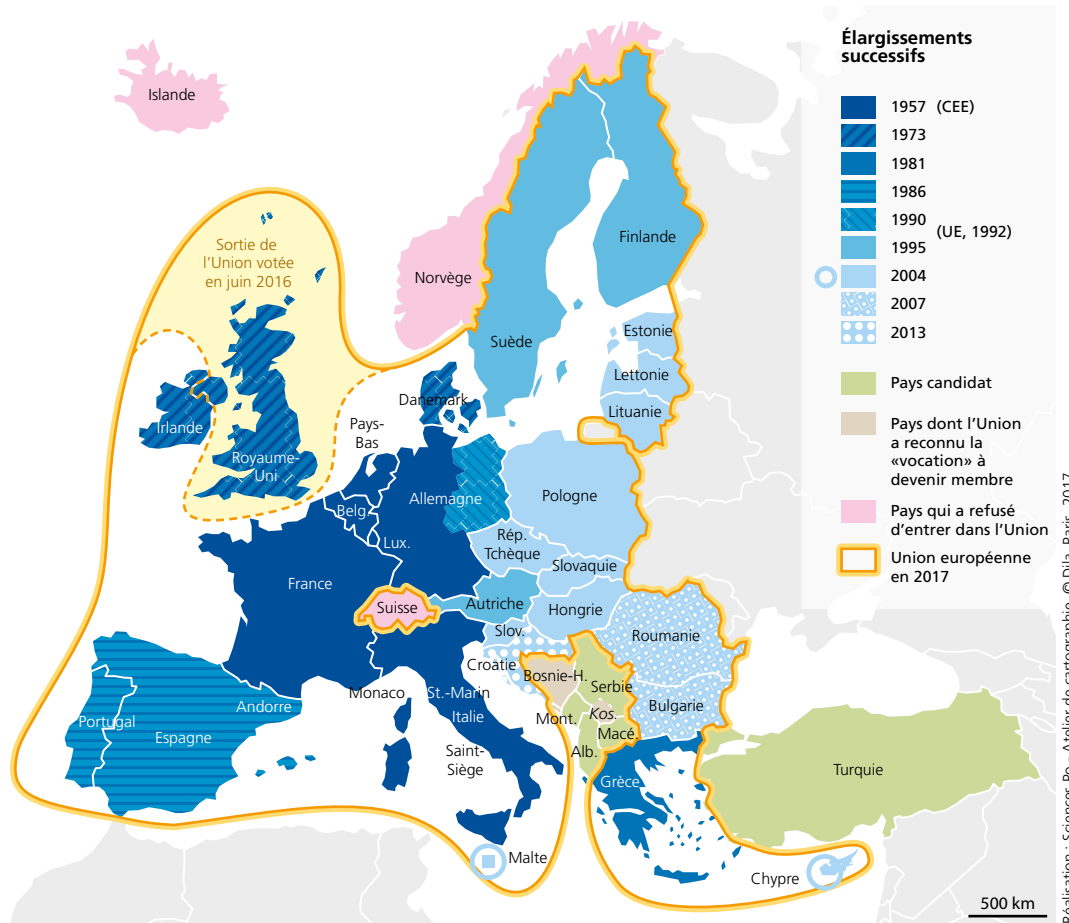 Élargissements
successifs
1957 (CEE)
1973
1981
1986
1990
(UE, 1992)
1995
2004
2007
2013
Pays candidat
Pays dont l’Union
a reconnu la
«vocation» à
devenir membre
Pays qui a refusé
d’entrer dans l’Union
Union européenne
en 2017
Islande
Sortie de
l’Union votée
en juin 2016
Norvège
Finlande
Suède
Estonie
Lettonie
Lituanie
Danemark
Pays-
Bas
Irlande
Royaume-
Uni
Allemagne
Belg.
Lux.
Pologne
Rép.
Tchèque
Slovaquie
France
Suisse
Autriche
Hongrie
Slov.
Croatie
Roumanie
Bosnie-H.
Serbie
Monaco
St.-Marin
Italie
Andorre
Portugal
Espagne
Mont.
Kos.
Macé.
Bulgarie
Alb.
Saint-
Siège
Grèce
Turquie
Malte
Chypre
500 km
Réalisation : Sciences Po - Atelier de cartographie. © Dila, Paris, 2017